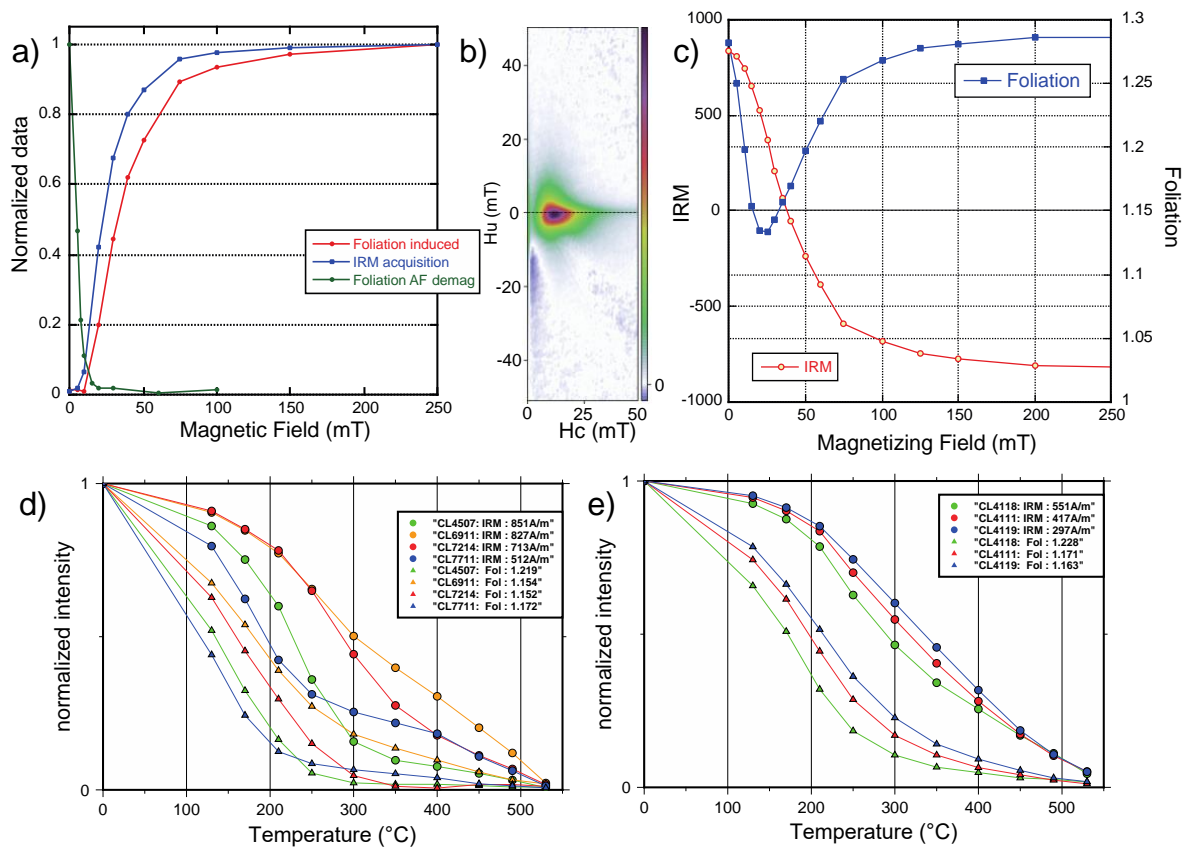 a)
Normalized data
1
0.8
0.6
0.4
0.2
0
Foliation induced
IRM acquisition
Foliation AF demag
0
50
100
150
200
250
Magnetic Field (mT)
b)
Hu (mT)
40
20
0
-20
-40
0
0
50
Hc (mT)
c)
IRM
1000
500
0
-500
-1000
Foliation
IRM
1.3
1.25
1.2
1.15
1.1
1.05
1
Foliation
0
50
100
150
200
250
Magnetizing Field (mT)
d)
normalized intensity
1
0
"CL4507: IRM : 851A/m"
"CL6911: IRM : 827A/m"
"CL7214: IRM : 713A/m"
"CL7711: IRM : 512A/m"
"CL4507: Fol : 1.219"
"CL6911: Fol : 1.154"
"CL7214: Fol : 1.152"
"CL7711: Fol : 1.172"
0
100
200
300
400
500
Temperature (°C)
e)
normalized intensity
1
0
"CL4118: IRM : 551A/m"
"CL4111: IRM : 417A/m"
"CL4119: IRM : 297A/m"
"CL4118: Fol : 1.228"
"CL4111: Fol : 1.171"
"CL4119: Fol : 1.163"
0
100
200
300
400
500
Temperature (°C)